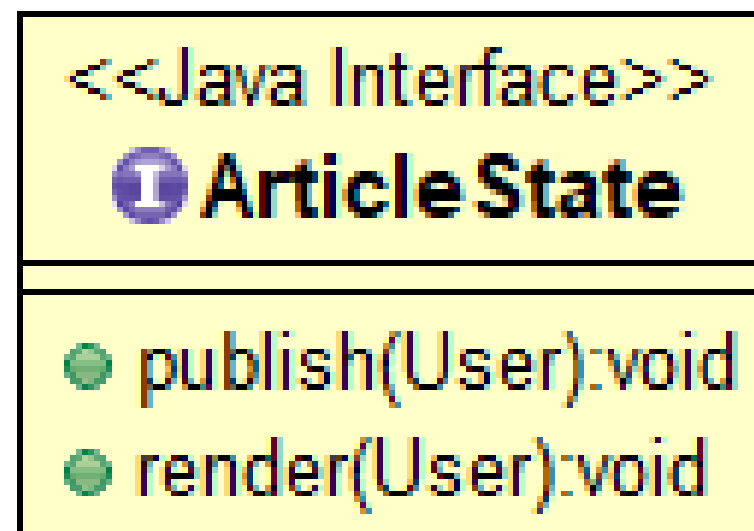 <<Java Interface>>
I ArticleState
publish(User):void
render(User):void